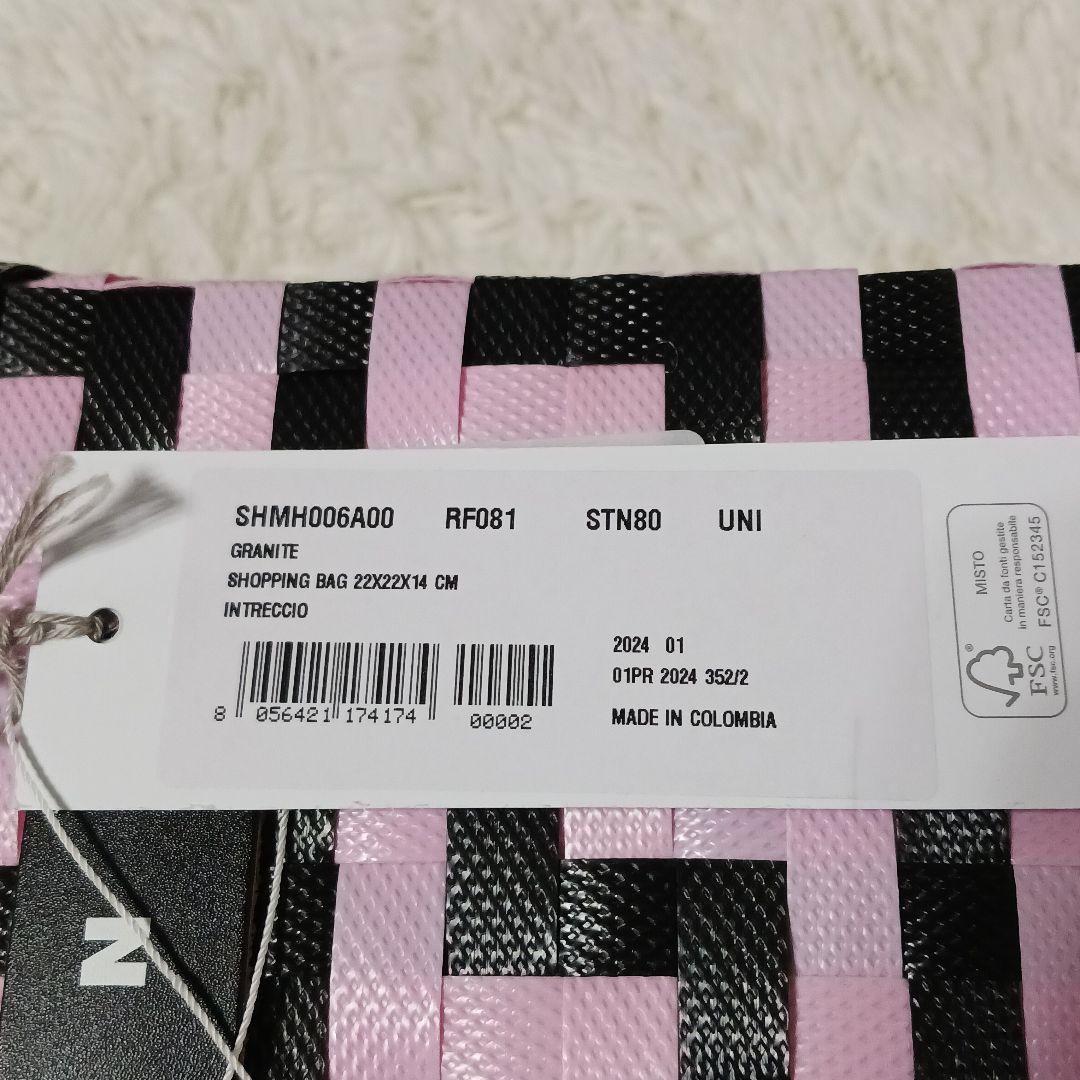 SHMH006A00 RF081 STN80 UNI
GRANITE
SHOPPING BAG 22X22X14 CM
INTRECCIO
2024 01
01PR 2024 352/2
MADE IN COLOMBIA
8 056421 174174 00002
MISTO
Carta da fonti gestite
in maniera responsabile
FSC® C152345
®
FSC
www.fsc.org
N